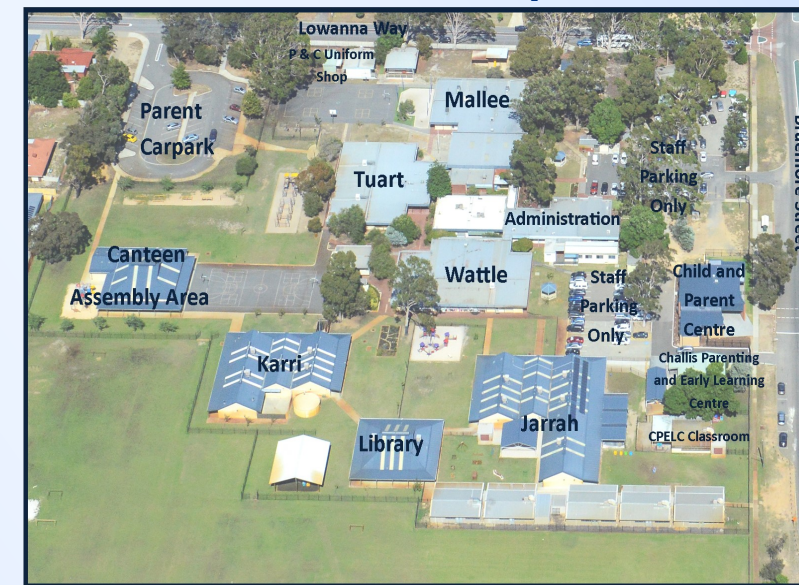 Lowanna Way
P & C Uniform
Shop
Mallee
Parent
Carpark
Staff
Parking
Only
Tuart
Administration
Canteen
Assembly Area
Wattle
Staff
Parking
Only
Child and
Parent
Centre
Challis Parenting
and Early Learning
Centre
Karri
Jarrah
Library
CPELC Classroom
Street